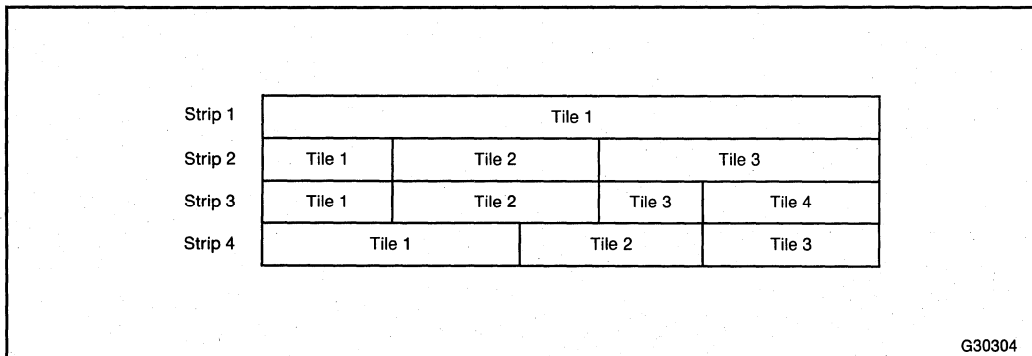 Strip 1 Tile 1
Strip 2 Tile 1 Tile 2 Tile 3
Strip 3 Tile 1 Tile 2 Tile 3 Tile 4
Strip 4 Tile 1 Tile 2 Tile 3
G30304